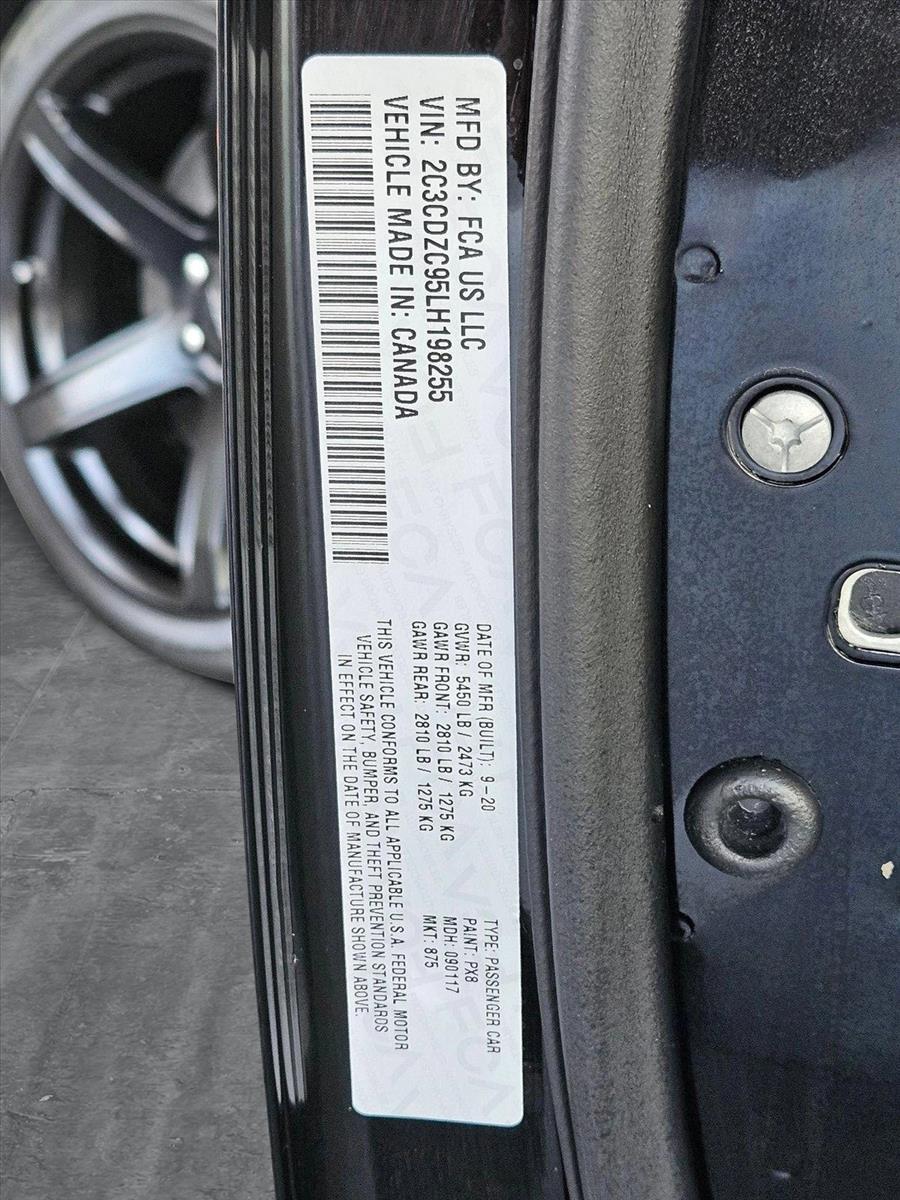 MFD BY: FCA US LLC
VIN: 2C3CDZC95LH198255
VEHICLE MADE IN: CANADA
DATE OF MFR (BUILT): 9-20
GVWR: 5450 LB / 2473 KG
GAWR FRONT: 2810 LB / 1275 KG
GAWR REAR: 2810 LB / 1275 KG
TYPE: PASSENGER CAR
PAINT: PX8
MDH: 090117
MKT: 875
THIS VEHICLE CONFORMS TO ALL APPLICABLE U.S.A. FEDERAL MOTOR
VEHICLE SAFETY, BUMPER, AND THEFT PREVENTION STANDARDS
IN EFFECT ON THE DATE OF MANUFACTURE SHOWN ABOVE.